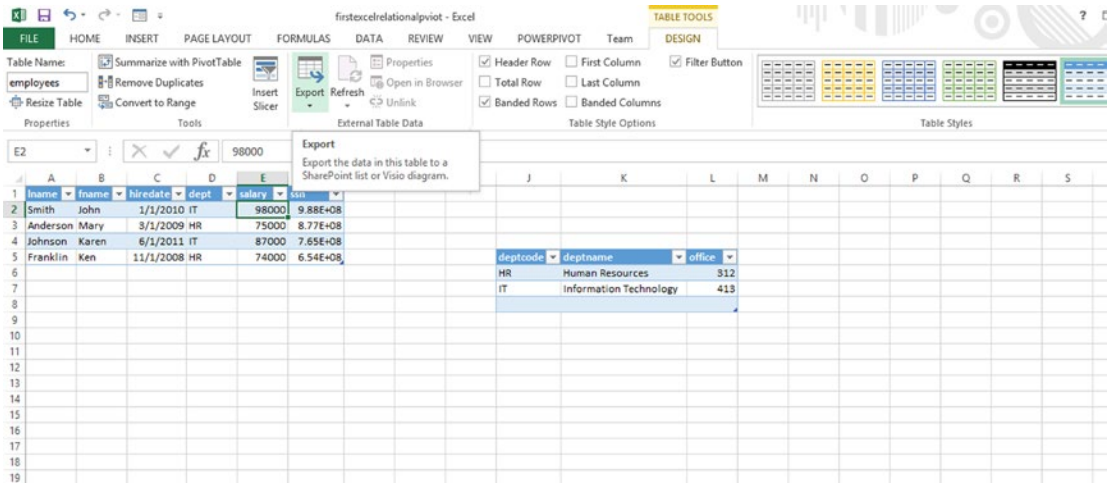 firstexcelrelationalpviot - Excel
TABLE TOOLS
?
FILE HOME INSERT PAGE LAYOUT FORMULAS DATA REVIEW VIEW POWERPIVOT Team DESIGN
Table Name: Summarize with PivotTable Properties Header Row First Column Filter Button
employees Remove Duplicates Insert Slicer Export Refresh Open in Browser Total Row Last Column
Resize Table Convert to Range Unlink Banded Rows Banded Columns
Properties Tools External Table Data Table Style Options Table Styles
E2 fx 98000
Export
Export the data in this table to a
SharePoint list or Visio diagram.
A B C D E J K L M N O P Q R S
1 lname fname hiredate dept salary ssn
2 Smith John 1/1/2010 IT 98000 9.88E+08
3 Anderson Mary 3/1/2009 HR 75000 8.77E+08
4 Johnson Karen 6/1/2011 IT 87000 7.65E+08
5 Franklin Ken 11/1/2008 HR 74000 6.54E+08 deptcode deptname office
6 HR Human Resources 312
7 IT Information Technology 413
8
9
10
11
12
13
14
15
16
17
18
19